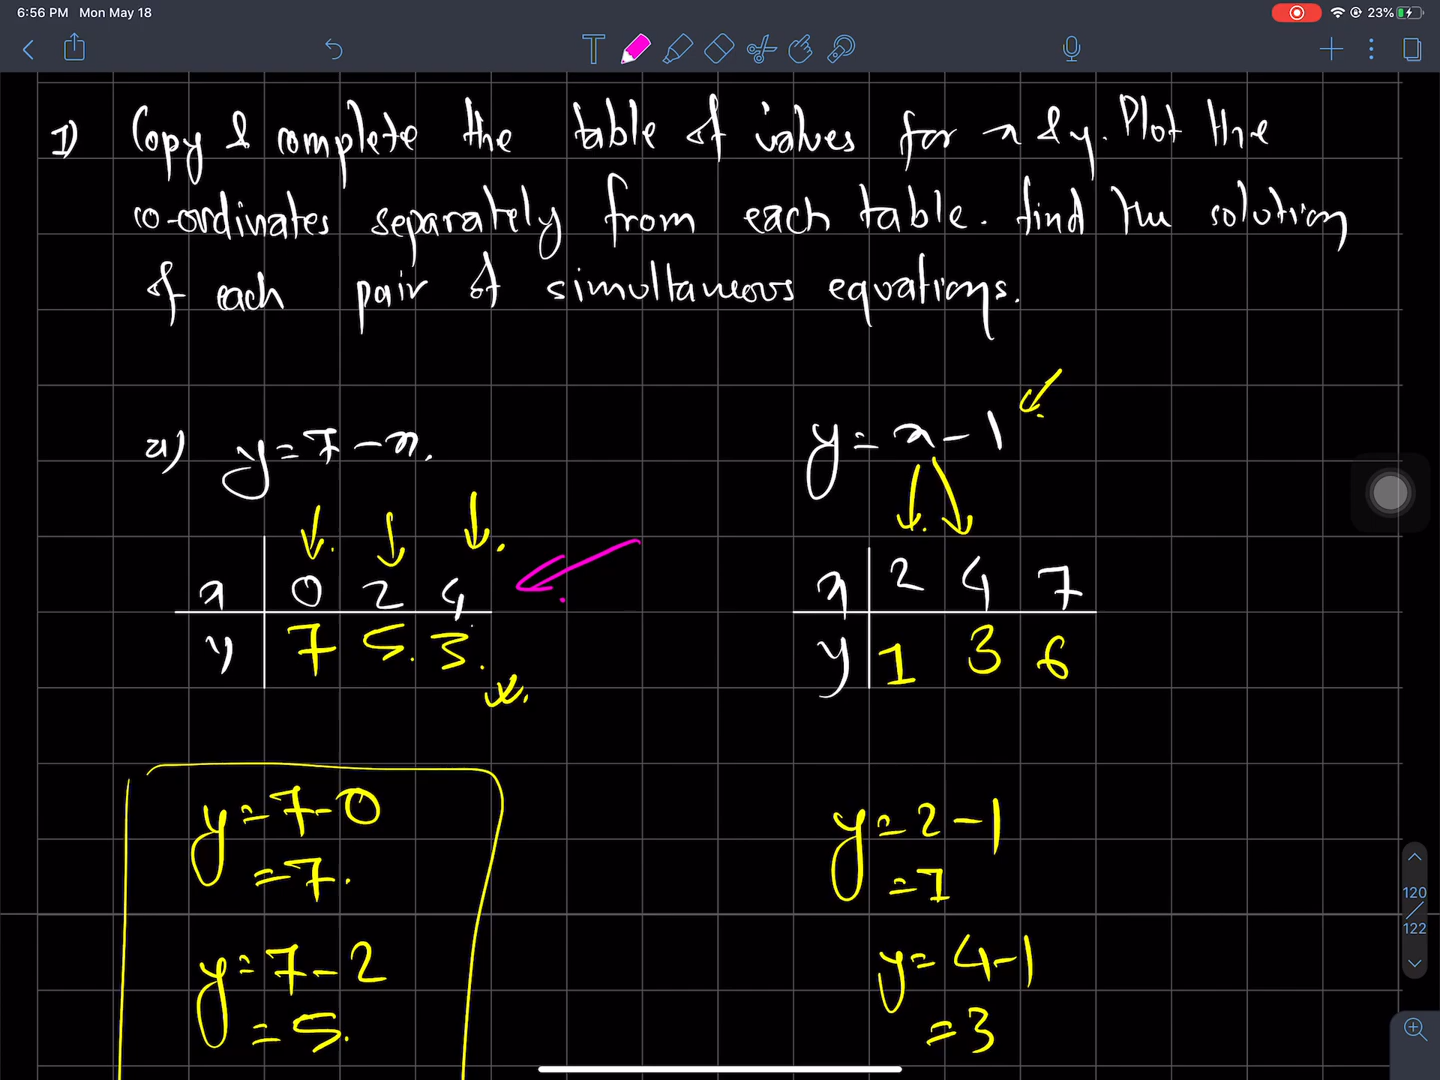 6:56 PM Mon May 18
23%
1) Copy & complete the table of values for x & y. Plot the
co-ordinates separately from each table. find the solution
of each pair of simultaneous equations.
a) y = 7 - x.
y = x - 1
x 0 2 4
y 7 5. 3.
x 2 4 7
y 1 3 6
y = 7 - 0
= 7.
y = 7 - 2
= 5.
y = 2 - 1
= 1
y = 4 - 1
= 3
120
/
122